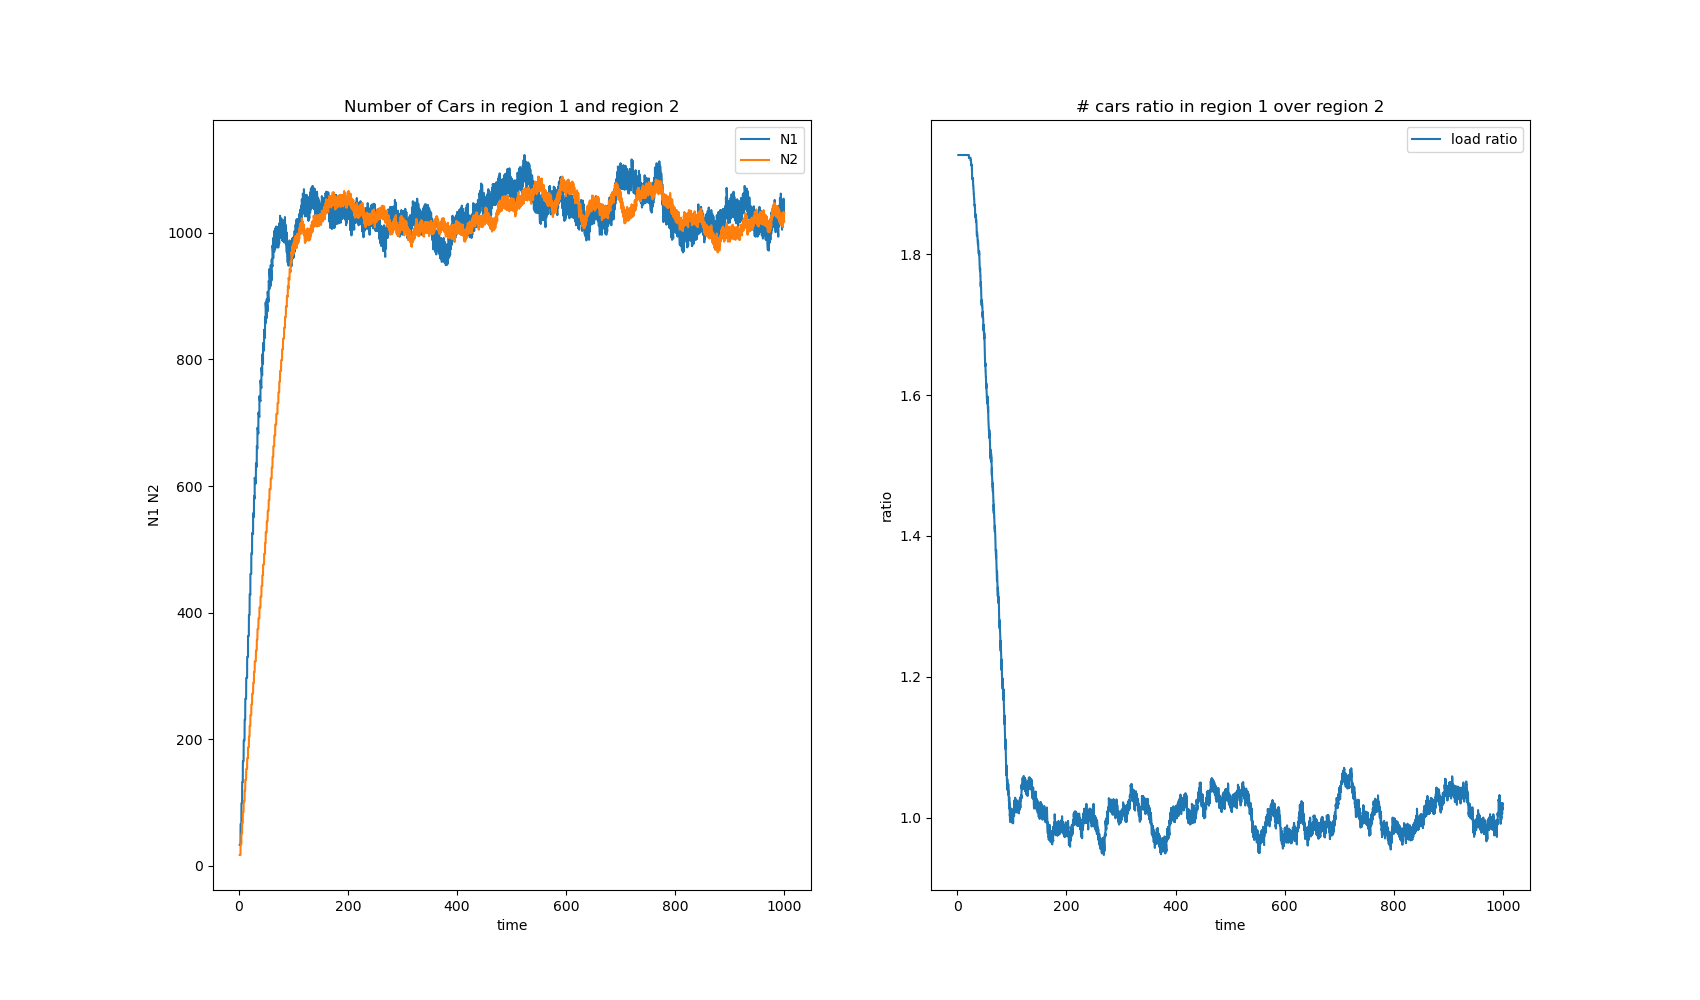 Number of Cars in region 1 and region 2
N1
N2
1000
800
600
400
200
0
N1 N2
0 200 400 600 800 1000
time
# cars ratio in region 1 over region 2
load ratio
1.8
1.6
1.4
1.2
1.0
ratio
0 200 400 600 800 1000
time